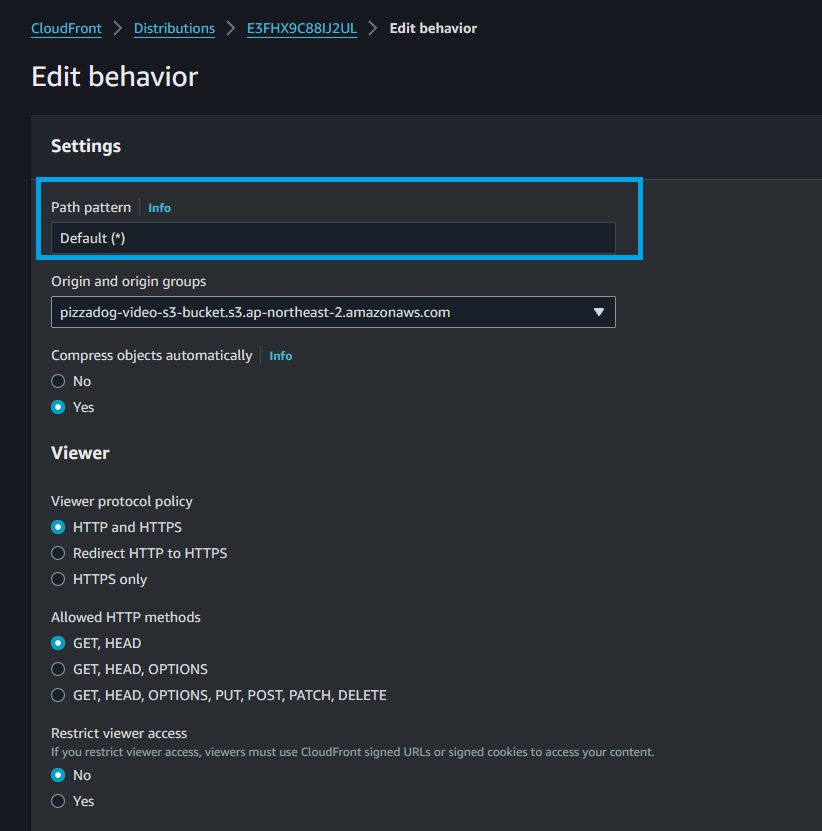 CloudFront > Distributions > E3FHX9C88IJ2UL > Edit behavior
Edit behavior
Settings
Path pattern | Info
Default (*)
Origin and origin groups
pizzadog-video-s3-bucket.s3.ap-northeast-2.amazonaws.com
Compress objects automatically | Info
No
Yes
Viewer
Viewer protocol policy
HTTP and HTTPS
Redirect HTTP to HTTPS
HTTPS only
Allowed HTTP methods
GET, HEAD
GET, HEAD, OPTIONS
GET, HEAD, OPTIONS, PUT, POST, PATCH, DELETE
Restrict viewer access
If you restrict viewer access, viewers must use CloudFront signed URLs or signed cookies to access your content.
No
Yes